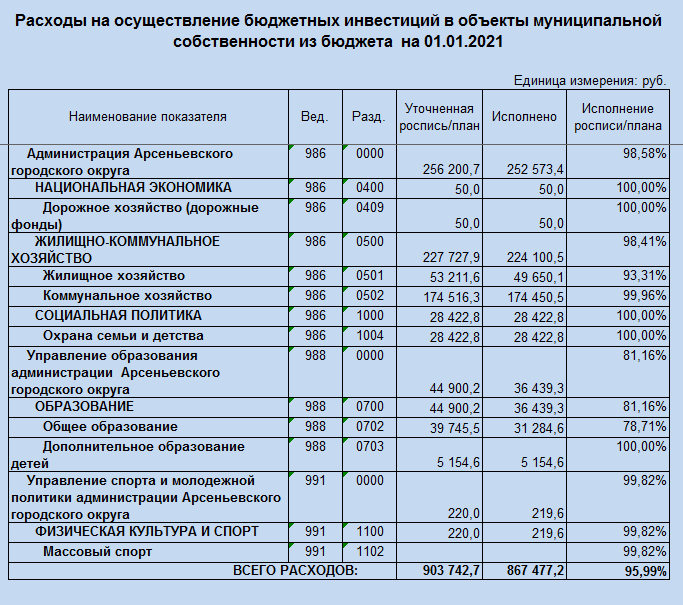 Расходы на осуществление бюджетных инвестиций в объекты муниципальной
собственности из бюджета на 01.01.2021
Единица измерения: руб.
Наименование показателя Вед. Разд. Уточненная роспись/план Исполнено Исполнение росписи/плана
Администрация Арсеньевского
городского округа 986 0000 256 200,7 252 573,4 98,58%
НАЦИОНАЛЬНАЯ ЭКОНОМИКА 986 0400 50,0 50,0 100,00%
Дорожное хозяйство (дорожные
фонды) 986 0409 50,0 50,0 100,00%
ЖИЛИЩНО-КОММУНАЛЬНОЕ
ХОЗЯЙСТВО 986 0500 227 727,9 224 100,5 98,41%
Жилищное хозяйство 986 0501 53 211,6 49 650,1 93,31%
Коммунальное хозяйство 986 0502 174 516,3 174 450,5 99,96%
СОЦИАЛЬНАЯ ПОЛИТИКА 986 1000 28 422,8 28 422,8 100,00%
Охрана семьи и детства 986 1004 28 422,8 28 422,8 100,00%
Управление образования
администрации Арсеньевского
городского округа 988 0000 44 900,2 36 439,3 81,16%
ОБРАЗОВАНИЕ 988 0700 44 900,2 36 439,3 81,16%
Общее образование 988 0702 39 745,5 31 284,6 78,71%
Дополнительное образование
детей 988 0703 5 154,6 5 154,6 100,00%
Управление спорта и молодежной
политики администрации Арсеньевского
городского округа 991 0000 220,0 219,6 99,82%
ФИЗИЧЕСКАЯ КУЛЬТУРА И СПОРТ 991 1100 220,0 219,6 99,82%
Массовый спорт 991 1102 99,82%
ВСЕГО РАСХОДОВ: 903 742,7 867 477,2 95,99%